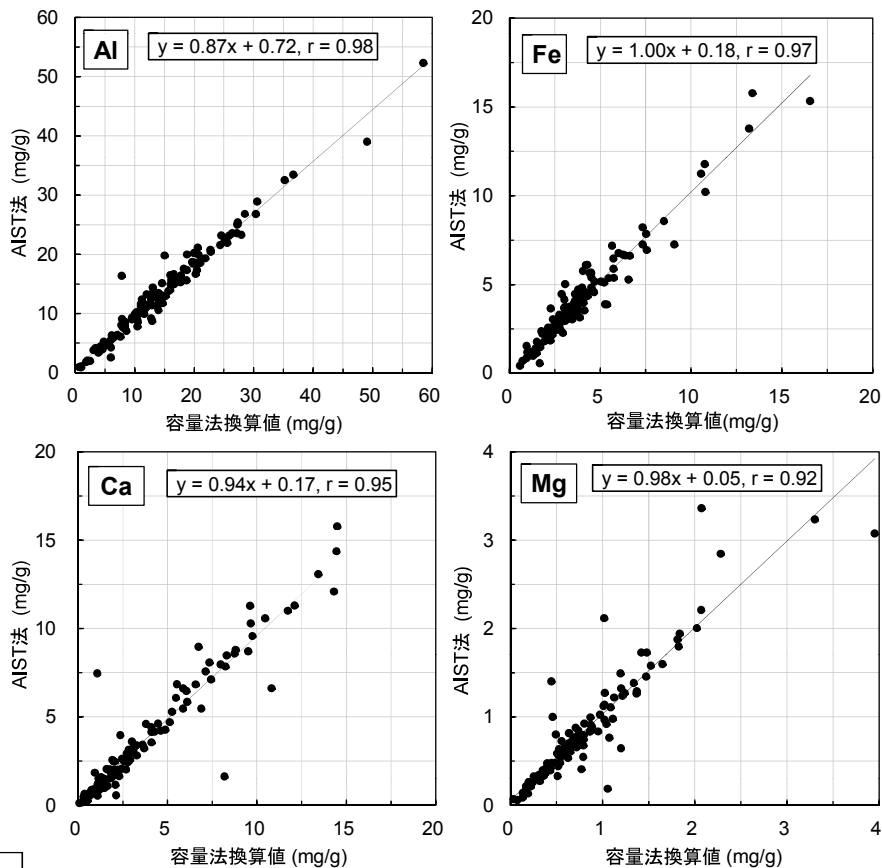 Al
y = 0.87x + 0.72, r = 0.98
60
50
40
30
20
10
0
AIST法 (mg/g)
0 10 20 30 40 50 60
容量法換算値 (mg/g)
Fe
y = 1.00x + 0.18, r = 0.97
20
15
10
5
0
AIST法 (mg/g)
0 5 10 15 20
容量法換算値(mg/g)
Ca
y = 0.94x + 0.17, r = 0.95
20
15
10
5
0
AIST法 (mg/g)
0 5 10 15 20
容量法換算値 (mg/g)
Mg
y = 0.98x + 0.05, r = 0.92
4
3
2
1
0
AIST法 (mg/g)
0 1 2 3 4
容量法換算値 (mg/g)